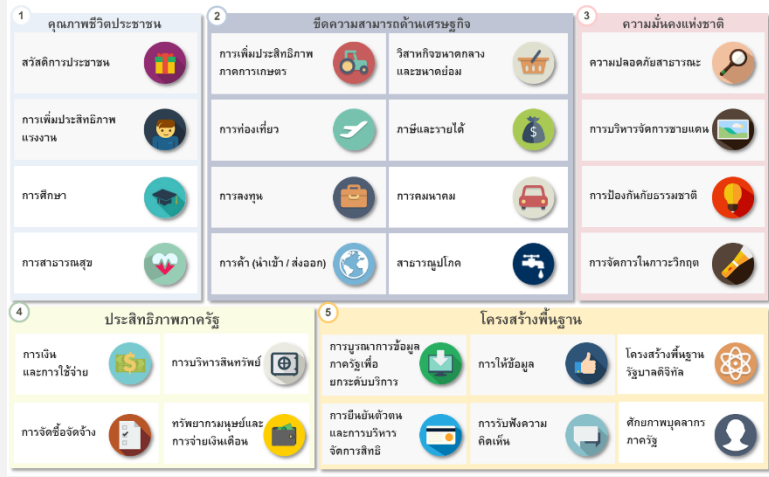 1
คุณภาพชีวิตประชาชน
สวัสดิการประชาชน
การเพิ่มประสิทธิภาพ
แรงงาน
การศึกษา
การสาธารณสุข
2
ขีดความสามารถด้านเศรษฐกิจ
การเพิ่มประสิทธิภาพ
ภาคการเกษตร
วิสาหกิจขนาดกลาง
และขนาดย่อม
การท่องเที่ยว
ภาษีและรายได้
การลงทุน
การคมนาคม
การค้า (นำเข้า / ส่งออก)
สาธารณูปโภค
3
ความมั่นคงแห่งชาติ
ความปลอดภัยสาธารณะ
การบริหารจัดการชายแดน
การป้องกันภัยธรรมชาติ
การจัดการในภาวะวิกฤต
4
ประสิทธิภาพภาครัฐ
การเงิน
และการใช้จ่าย
การบริหารสินทรัพย์
การจัดซื้อจัดจ้าง
ทรัพยากรมนุษย์และ
การจ่ายเงินเดือน
5
โครงสร้างพื้นฐาน
การบูรณาการข้อมูล
ภาครัฐเพื่อ
ยกระดับบริการ
การให้ข้อมูล
โครงสร้างพื้นฐาน
รัฐบาลดิจิทัล
การยืนยันตัวตน
และการบริหาร
จัดการสิทธิ
การรับฟังความ
คิดเห็น
ศักยภาพบุคลากร
ภาครัฐ